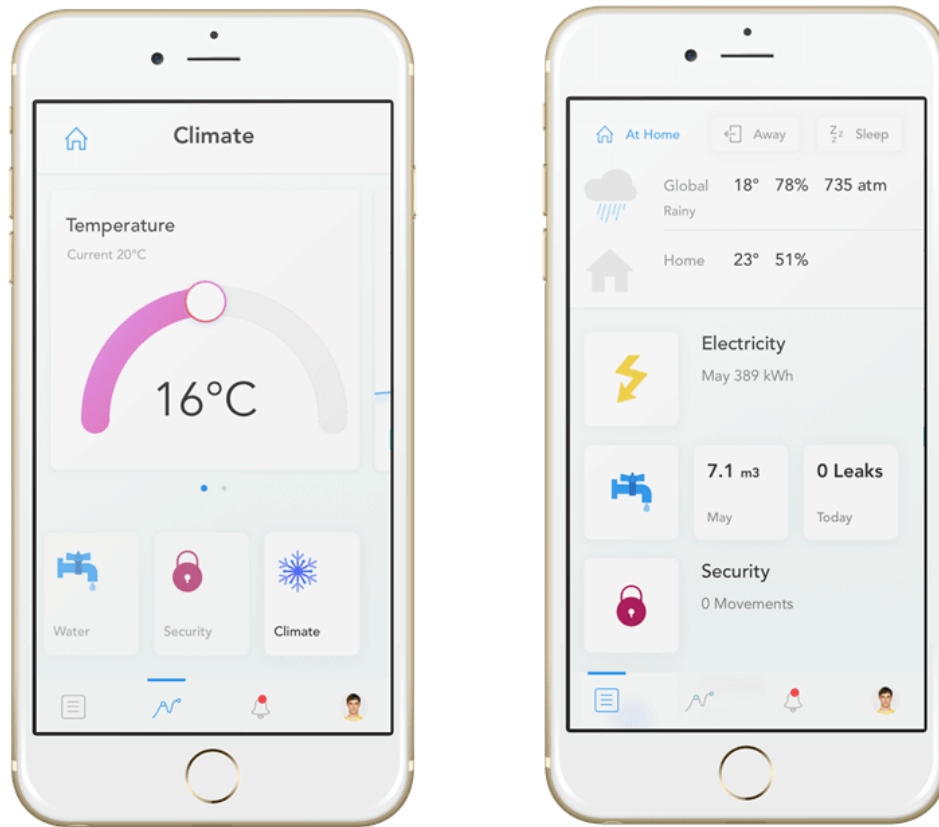 Climate
Temperature
Current 20°C
16°C
Water
Security
Climate
At Home
Away
Zzz Sleep
Global 18° 78% 735 atm
Rainy
Home 23° 51%
Electricity
May 389 kWh
7.1 m3
May
0 Leaks
Today
Security
0 Movements